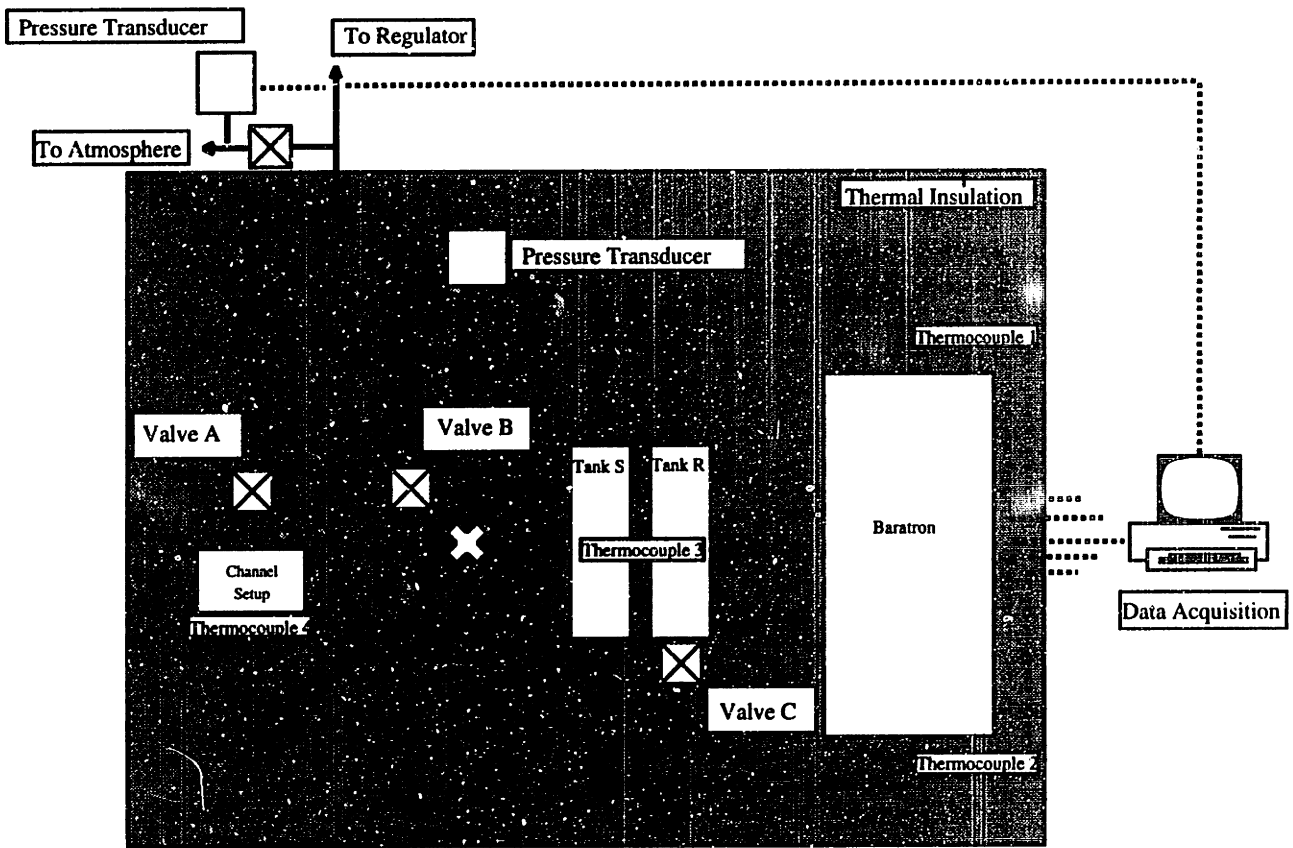 Pressure Transducer
To Regulator
To Atmosphere
Thermal Insulation
Pressure Transducer
Thermocouple 1
Valve A
Valve B
Tank S
Tank R
Baratron
Thermocouple 3
Channel
Setup
Thermocouple 4
Data Acquisition
Valve C
Thermocouple 2